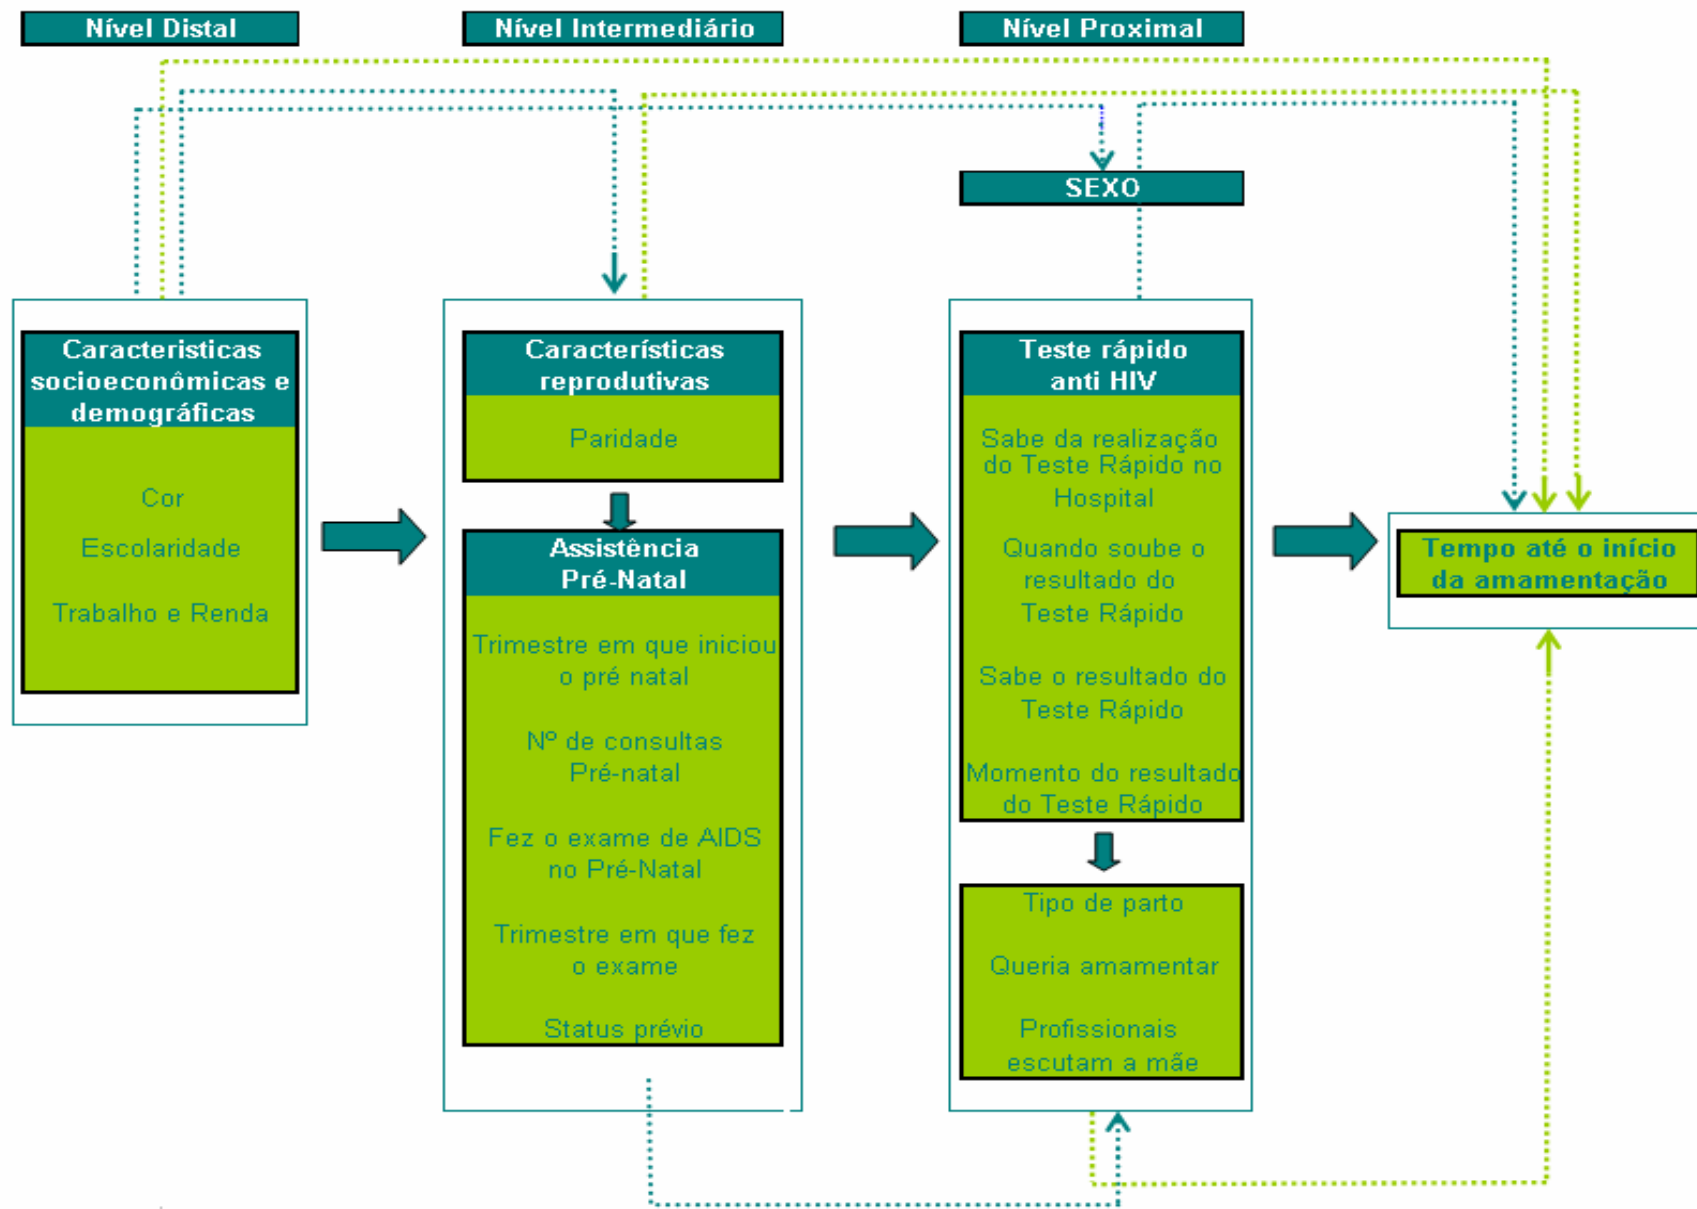 Nível Distal
Nível Intermediário
Nível Proximal
SEXO
Caracteristicas
socioeconômicas e
demográficas
Cor
Escolaridade
Trabalho e Renda
Característícas
reprodutivas
Paridade
Assistência
Pré-Natal
Trimestre em que iniciou
o pré natal
Nº de consultas
Pré-natal
Fez o exame de AIDS
no Pré-Natal
Trimestre em que fez
o exame
Status prévio
Teste rápido
anti HIV
Sabe da realização
do Teste Rápido no
Hospital
Quando soube o
resultado do
Teste Rápido
Sabe o resultado do
Teste Rápido
Momento do resultado
do Teste Rápido
Tipo de parto
Queria amamentar
Profissionais
escutam a mãe
Tempo até o início
da amamentação